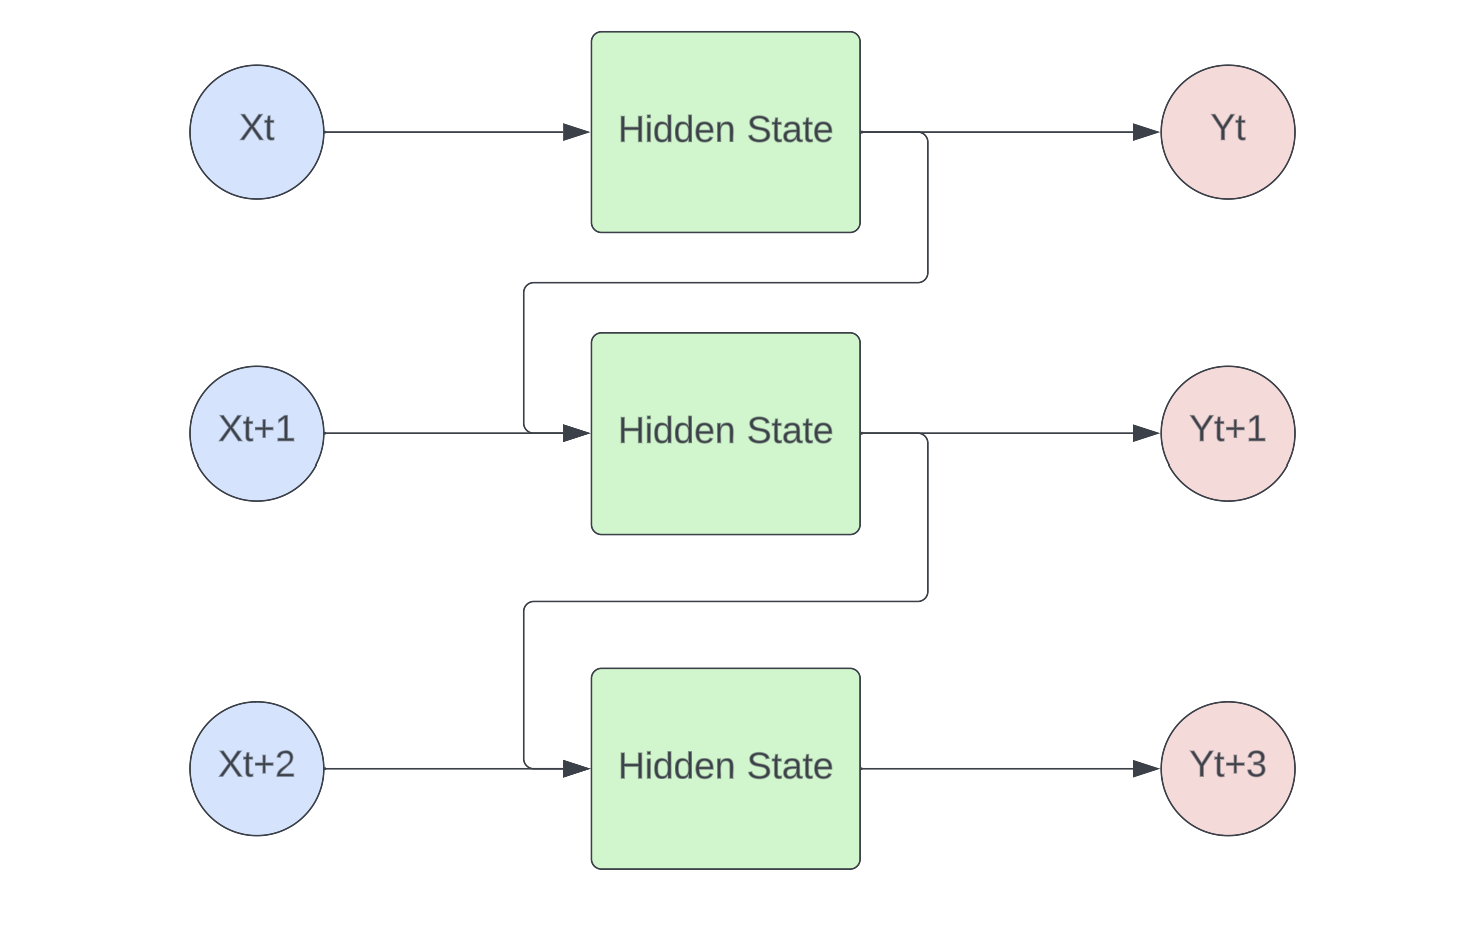 Xt
Hidden State
Yt
Xt+1
Hidden State
Yt+1
Xt+2
Hidden State
Yt+3